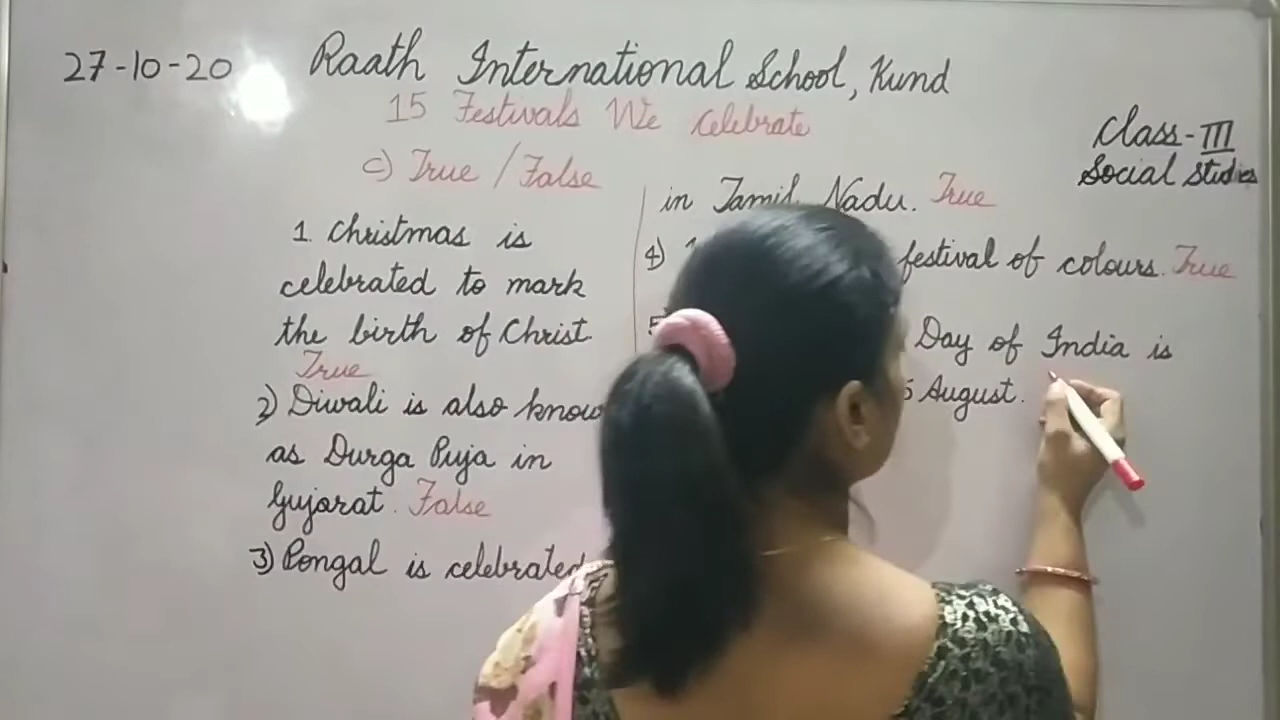 27-10-20
Raath International School, Kund
15 Festivals We Celebrate
Class-III
Social Studies
c) True / False
1. Christmas is
celebrated to mark
the birth of Christ
True
2) Diwali is also know
as Durga Puja in
Gujarat. False
3) Pongal is celebrated
in Tamil Nadu. True
4) festival of colours. True
5 Day of India is
5 August.